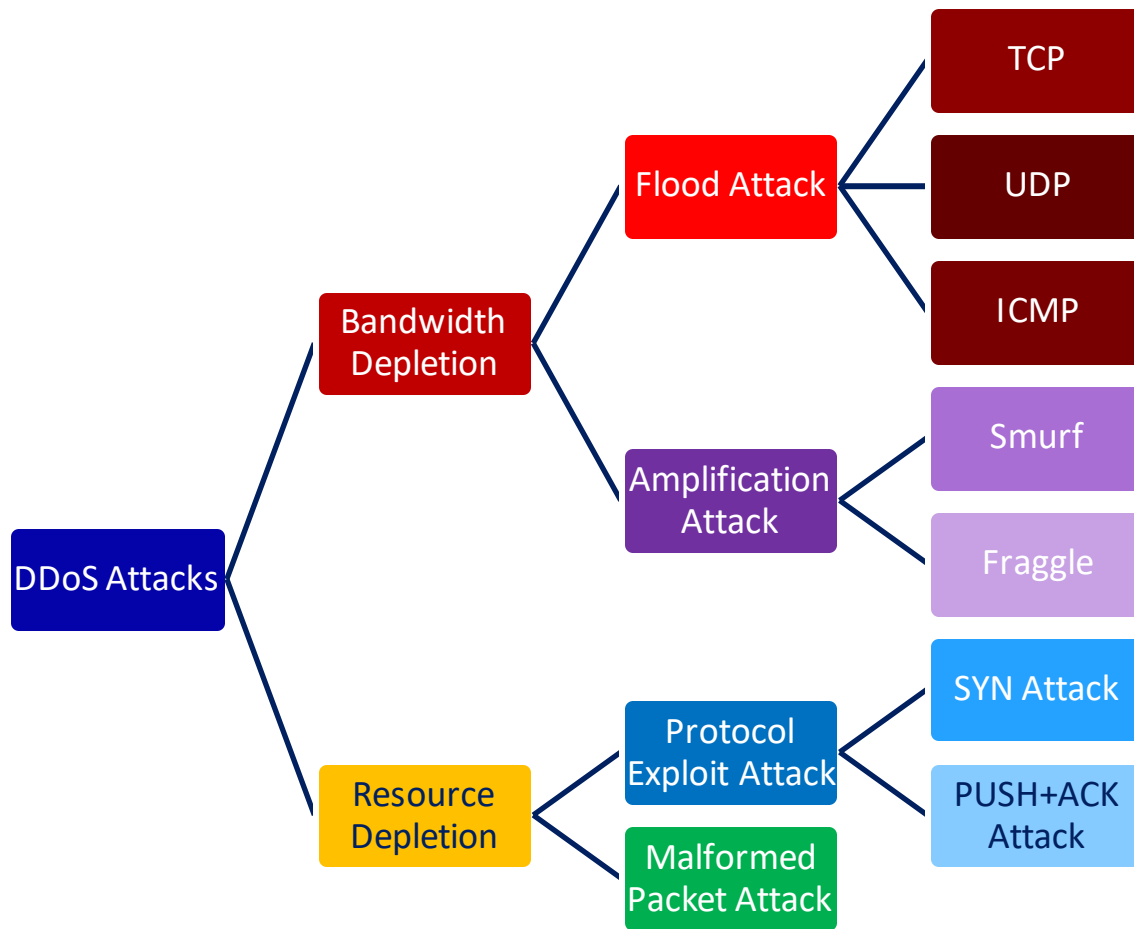 TCP
Flood Attack
UDP
ICMP
Bandwidth
Depletion
Smurf
Amplification
Attack
Fraggle
DDoS Attacks
SYN Attack
Protocol
Exploit Attack
Resource
Depletion
PUSH+ACK
Attack
Malformed
Packet Attack